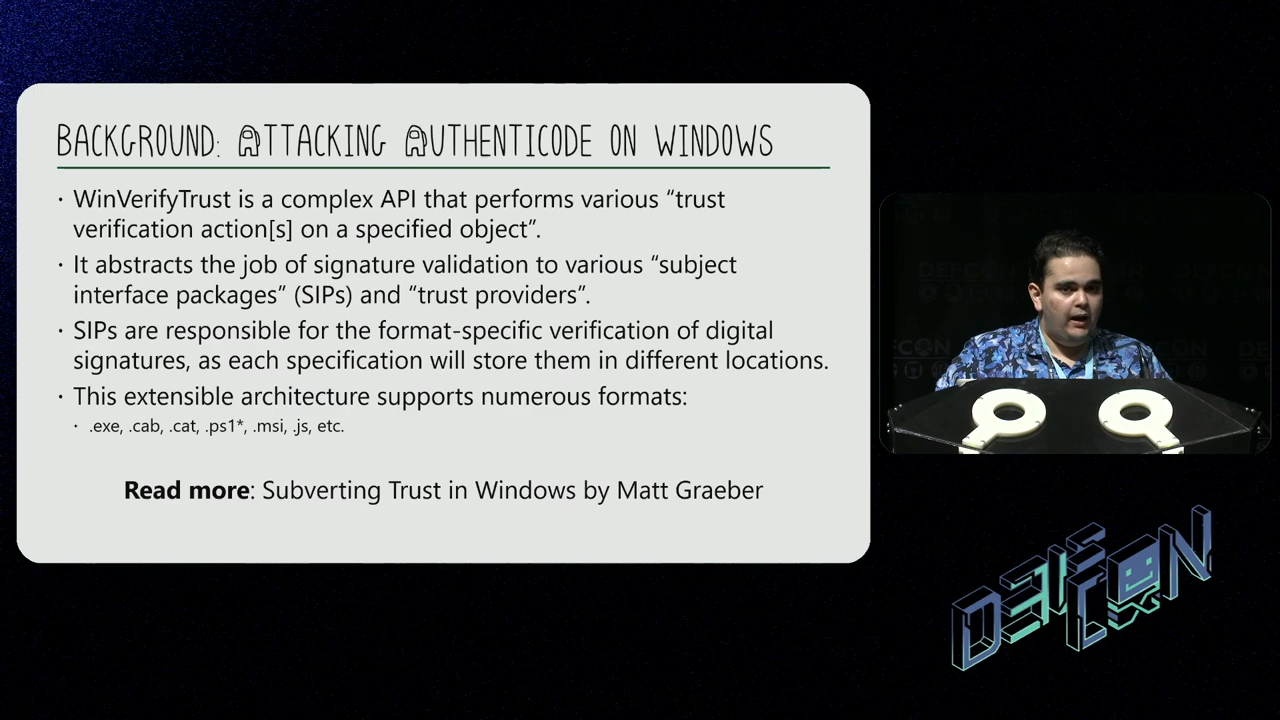 BACKGROUND: ATTACKING AUTHENTICODE ON WINDOWS
· WinVerifyTrust is a complex API that performs various “trust
verification action[s] on a specified object”.
· It abstracts the job of signature validation to various “subject
interface packages” (SIPs) and “trust providers”.
· SIPs are responsible for the format-specific verification of digital
signatures, as each specification will store them in different locations.
· This extensible architecture supports numerous formats:
· .exe, .cab, .cat, .ps1*, .msi, .js, etc.
Read more: Subverting Trust in Windows by Matt Graeber
DEFCON
DEF
CON